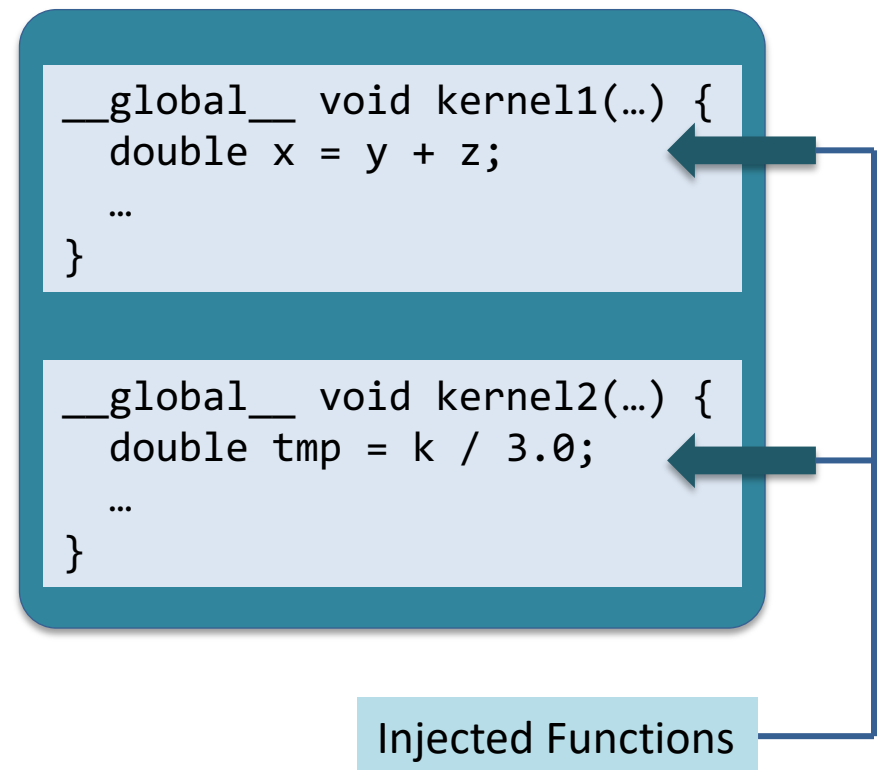 __global__ void kernel1(…) {
  double x = y + z;
  …
}
__global__ void kernel2(…) {
  double tmp = k / 3.0;
  …
}
Injected Functions